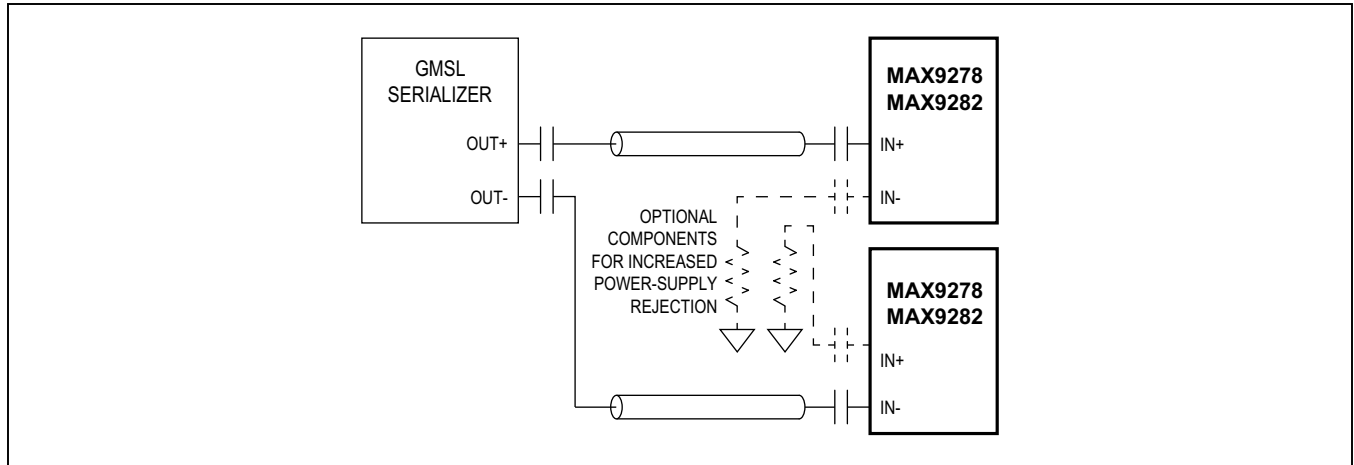 GMSL
SERIALIZER
OUT+
OUT-
MAX9278
MAX9282
IN+
IN-
OPTIONAL
COMPONENTS
FOR INCREASED
POWER-SUPPLY
REJECTION
MAX9278
MAX9282
IN+
IN-